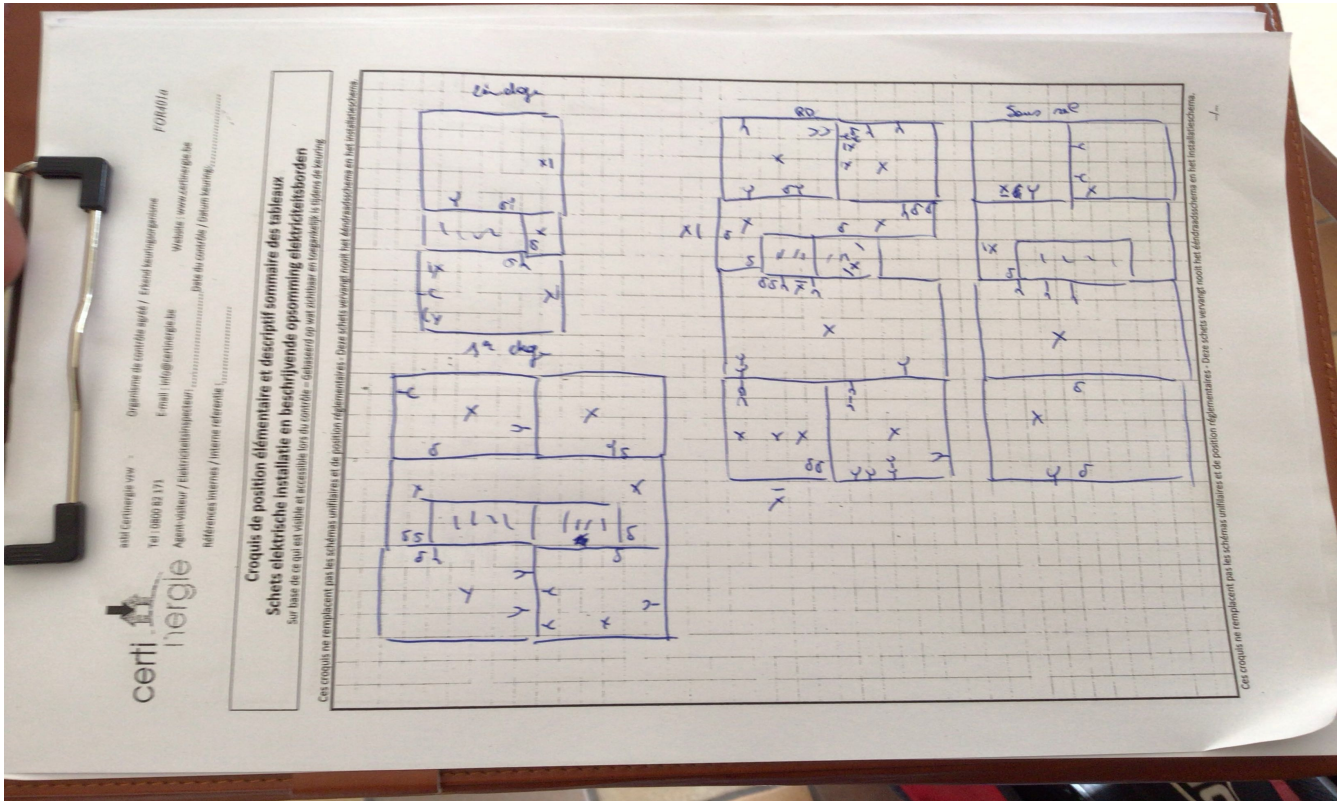 certi
inergie
asbl Certinergie vzw
Organisme de contrôle agréé / Erkend keuringsorganisme
FOR401a
Tel : 0800 82 171
E-mail : info@certinergie.be
Website : www.certinergie.be
Agent-visiteur / Elektriciteitsinspecteur:
Date du contrôle / Datum keuring:
Références internes / Interne referentie :
Croquis de position élémentaire et descriptif sommaire des tableaux
Schets elektrische installatie en beschrijvende opsomming elektriciteitsborden
Sur base de ce qui est visible et accessible lors du contrôle – Gebaseerd op wat zichtbaar en toegankelijk is tijdens de keuring
Ces croquis ne remplacent pas les schémas unifilaires et de position réglementaires - Deze schets vervangt nooit het ééndraadsschema en het installatieschema.
RD
Sous sol
Ces croquis ne remplacent pas les schémas unifilaires et de position réglementaires - Deze schets vervangt nooit het ééndraadsschema en het installatieschema.